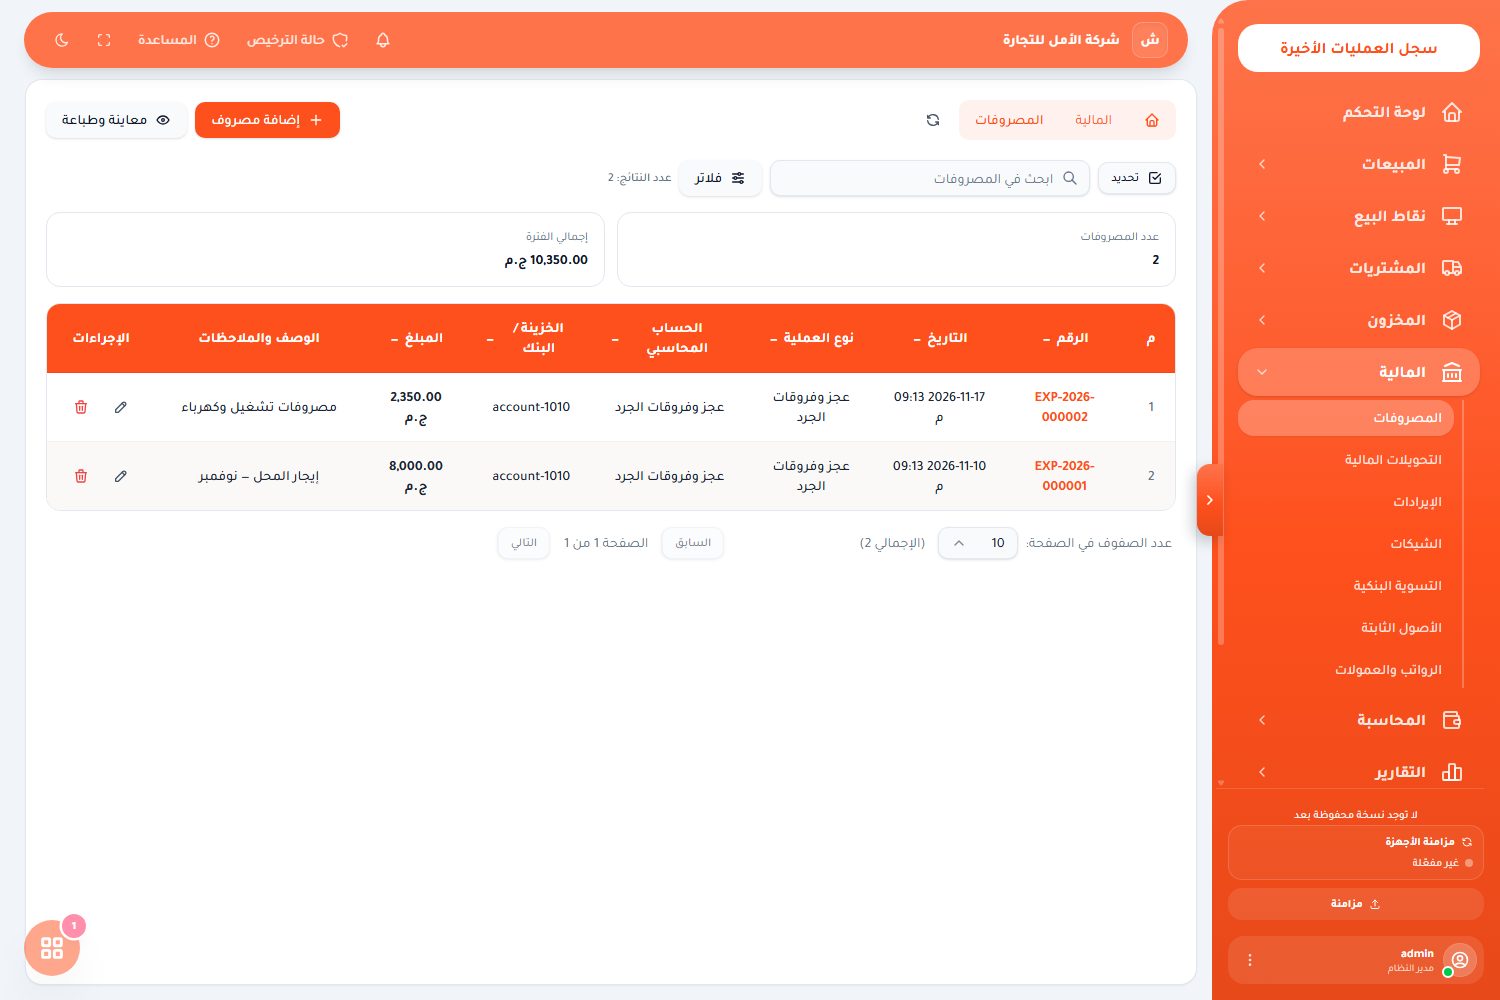 سجل العمليات الأخيرة
لوحة التحكم
المبيعات
نقاط البيع
المشتريات
المخزون
المالية
المصروفات
التحويلات المالية
الإيرادات
الشيكات
التسوية البنكية
الأصول الثابتة
الرواتب والعمولات
المحاسبة
التقارير
لا توجد نسخة محفوظة بعد
مزامنة الأجهزة
غير مفعّلة
مزامنة
admin
مدير النظام
ش شركة الأمل للتجارة
حالة الترخيص
المساعدة
المالية المصروفات
إضافة مصروف
معاينة وطباعة
تحديد
ابحث في المصروفات
فلاتر
عدد النتائج: 2
عدد المصروفات
2
إجمالي الفترة
10,350.00 ج.م
م الرقم – التاريخ – نوع العملية – الحساب المحاسبي – الخزينة/ البنك – المبلغ – الوصف والملاحظات الإجراءات
1 EXP-2026-000002 2026-11-17 09:13 م عجز وفروقات الجرد عجز وفروقات الجرد account-1010 2,350.00 ج.م مصروفات تشغيل وكهرباء
2 EXP-2026-000001 2026-11-10 09:13 م عجز وفروقات الجرد عجز وفروقات الجرد account-1010 8,000.00 ج.م إيجار المحل – نوفمبر
عدد الصفوف في الصفحة: 10 (الإجمالي 2)
السابق الصفحة 1 من 1 التالي
1